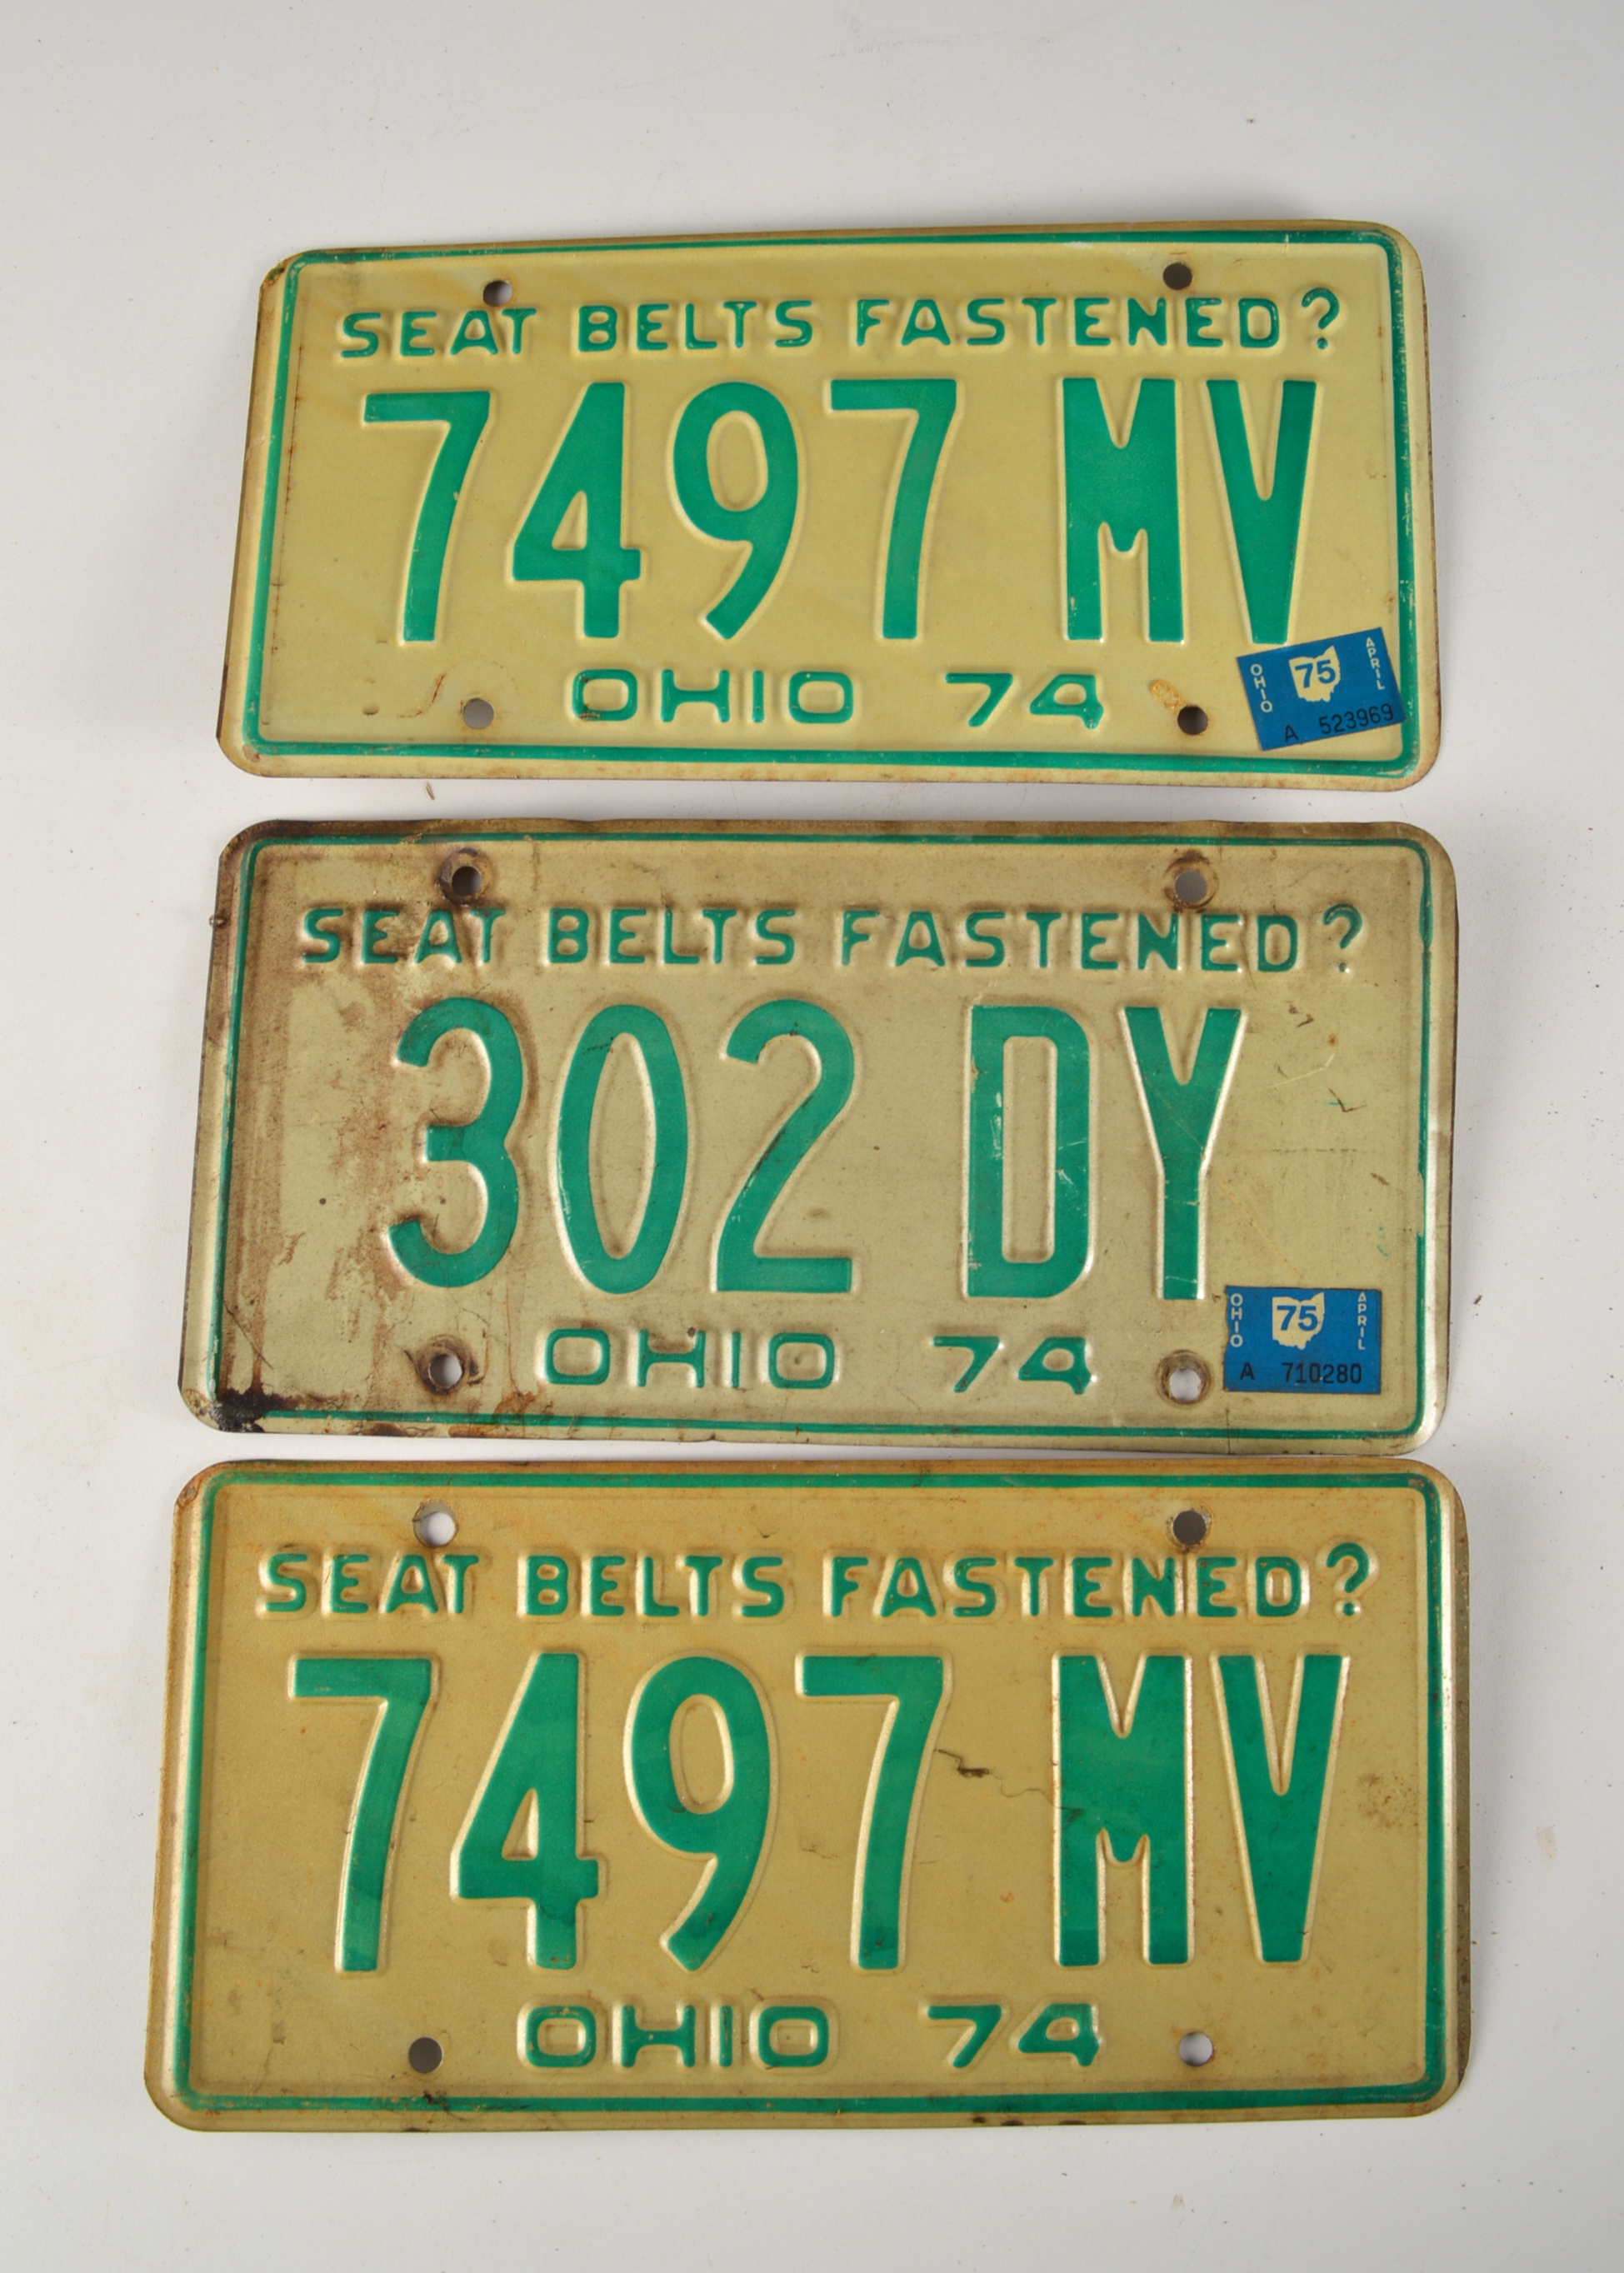 SEAT BELTS FASTENED?
7497 MV
OHIO 74
OHIO 75 APRIL
A 523969
SEAT BELTS FASTENED?
302 DY
OHIO 74
OHIO 75 APRIL
A 710280
SEAT BELTS FASTENED?
7497 MV
OHIO 74